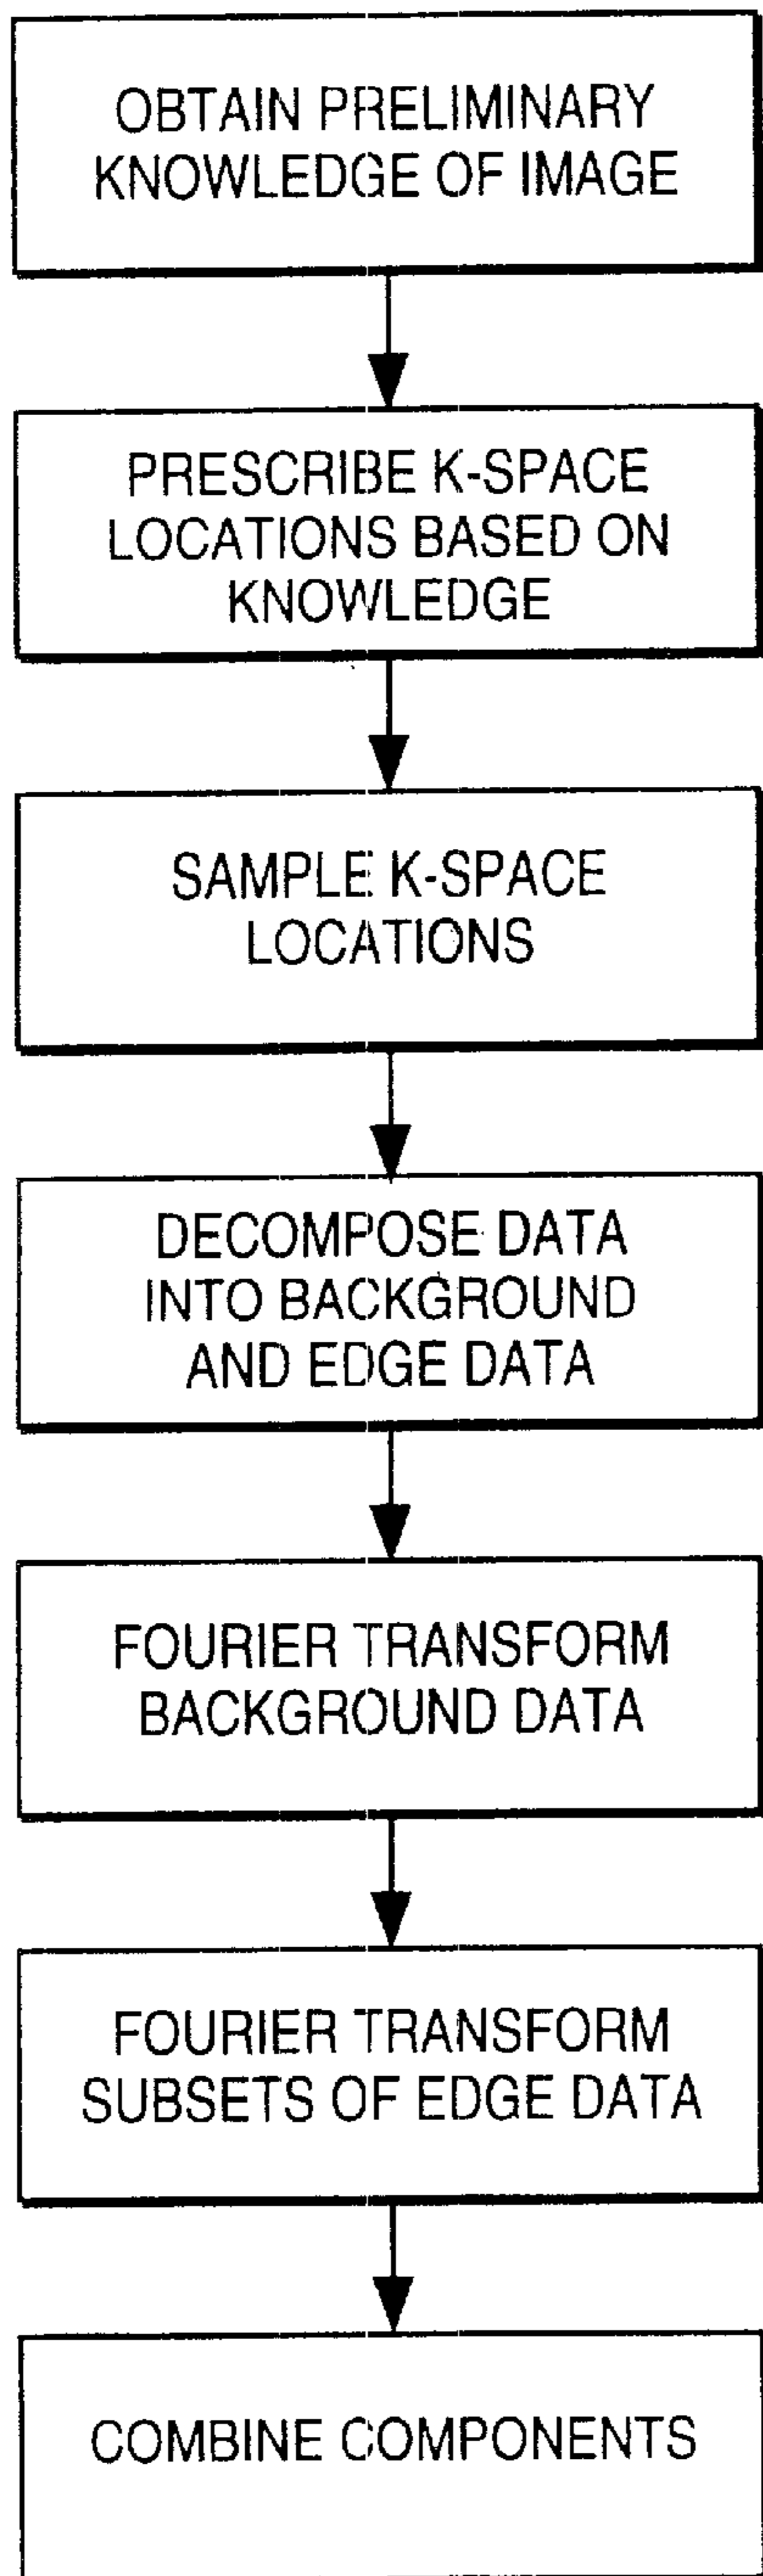 OBTAIN PRELIMINARY
KNOWLEDGE OF IMAGE
PRESCRIBE K-SPACE
LOCATIONS BASED ON
KNOWLEDGE
SAMPLE K-SPACE
LOCATIONS
DECOMPOSE DATA
INTO BACKGROUND
AND EDGE DATA
FOURIER TRANSFORM
BACKGROUND DATA
FOURIER TRANSFORM
SUBSETS OF EDGE DATA
COMBINE COMPONENTS